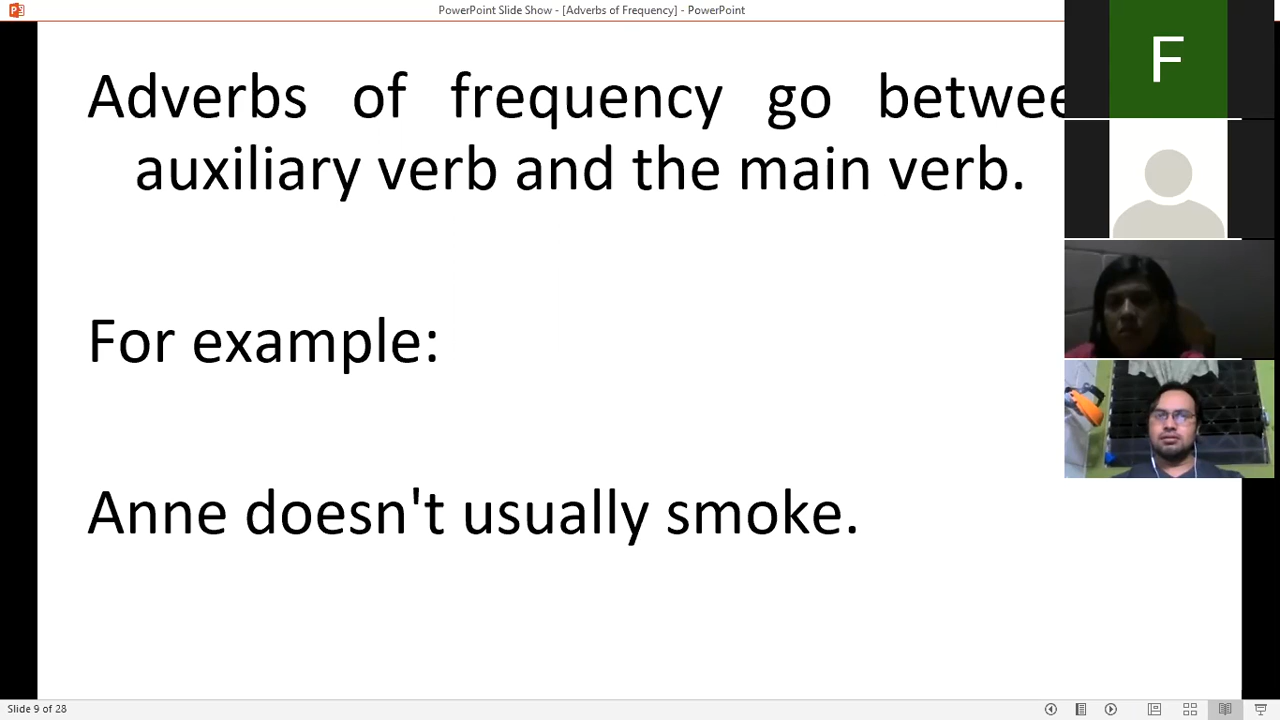 PowerPoint Slide Show - [Adverbs of Frequency] - PowerPoint
Adverbs of frequency go betwee
F
auxiliary verb and the main verb.
For example:
Anne doesn't usually smoke.
Slide 9 of 28